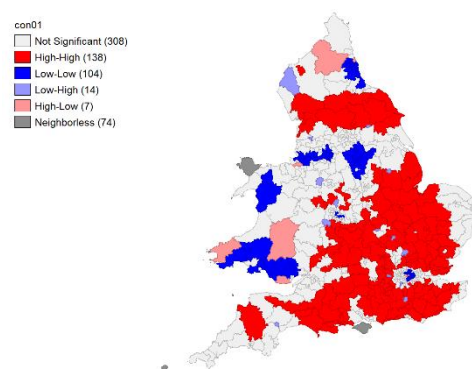 con01
Not Significant (308)
High-High (138)
Low-Low (104)
Low-High (14)
High-Low (7)
Neighborless (74)